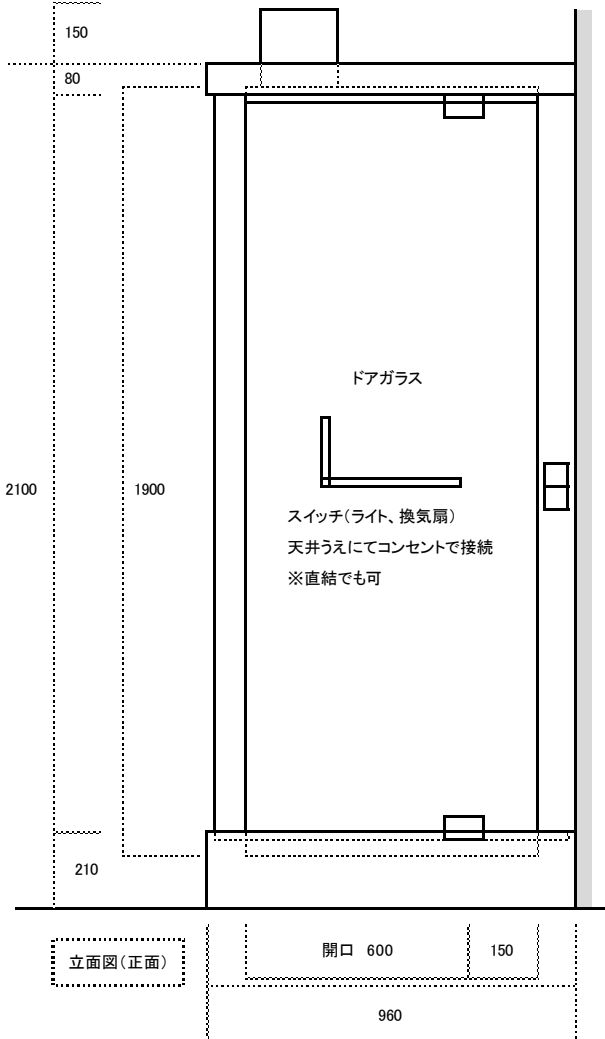 150
80
ドアガラス
2100
1900
スイッチ(ライト、換気扇)
天井うえにてコンセントで接続
※直結でも可
210
立面図(正面)
開口 600
150
960